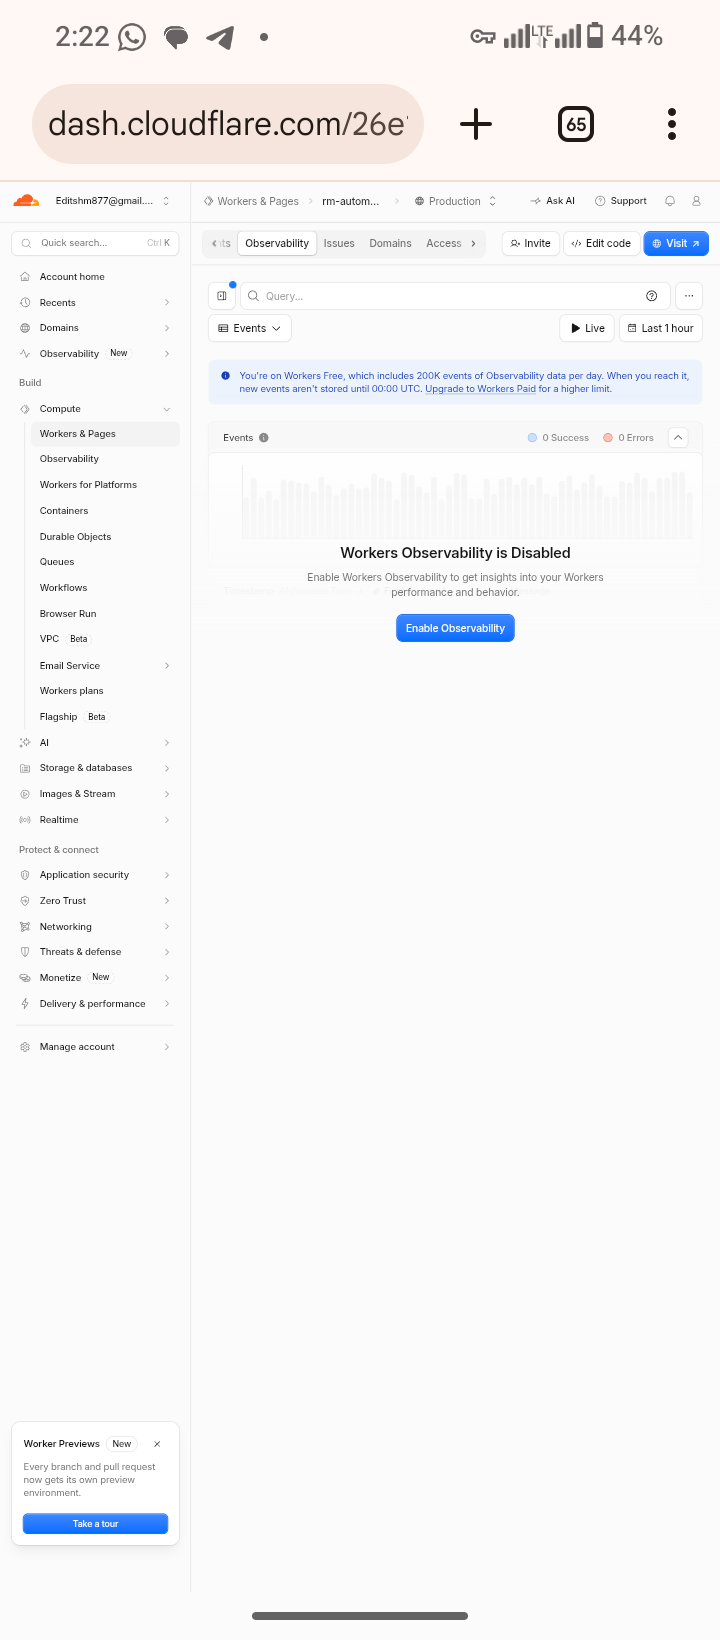 2:22
LTE
44%
dash.cloudflare.com/26e
65
Editshm877@gmail....
Workers & Pages
rm-autom...
Production
Ask AI
Support
Quick search...
Ctrl K
Observability
Issues
Domains
Access
Invite
Edit code
Visit
Account home
Recents
Domains
Observability New
Build
Compute
Workers & Pages
Observability
Workers for Platforms
Containers
Durable Objects
Queues
Workflows
Browser Run
VPC Beta
Email Service
Workers plans
Flagship Beta
AI
Storage & databases
Images & Stream
Realtime
Protect & connect
Application security
Zero Trust
Networking
Threats & defense
Monetize New
Delivery & performance
Manage account
Query...
Events
Live
Last 1 hour
You're on Workers Free, which includes 200K events of Observability data per day. When you reach it,
new events aren't stored until 00:00 UTC. Upgrade to Workers Paid for a higher limit.
Events
0 Success
0 Errors
Workers Observability is Disabled
Enable Workers Observability to get insights into your Workers
performance and behavior.
Enable Observability
Worker Previews New
Every branch and pull request
now gets its own preview
environment.
Take a tour